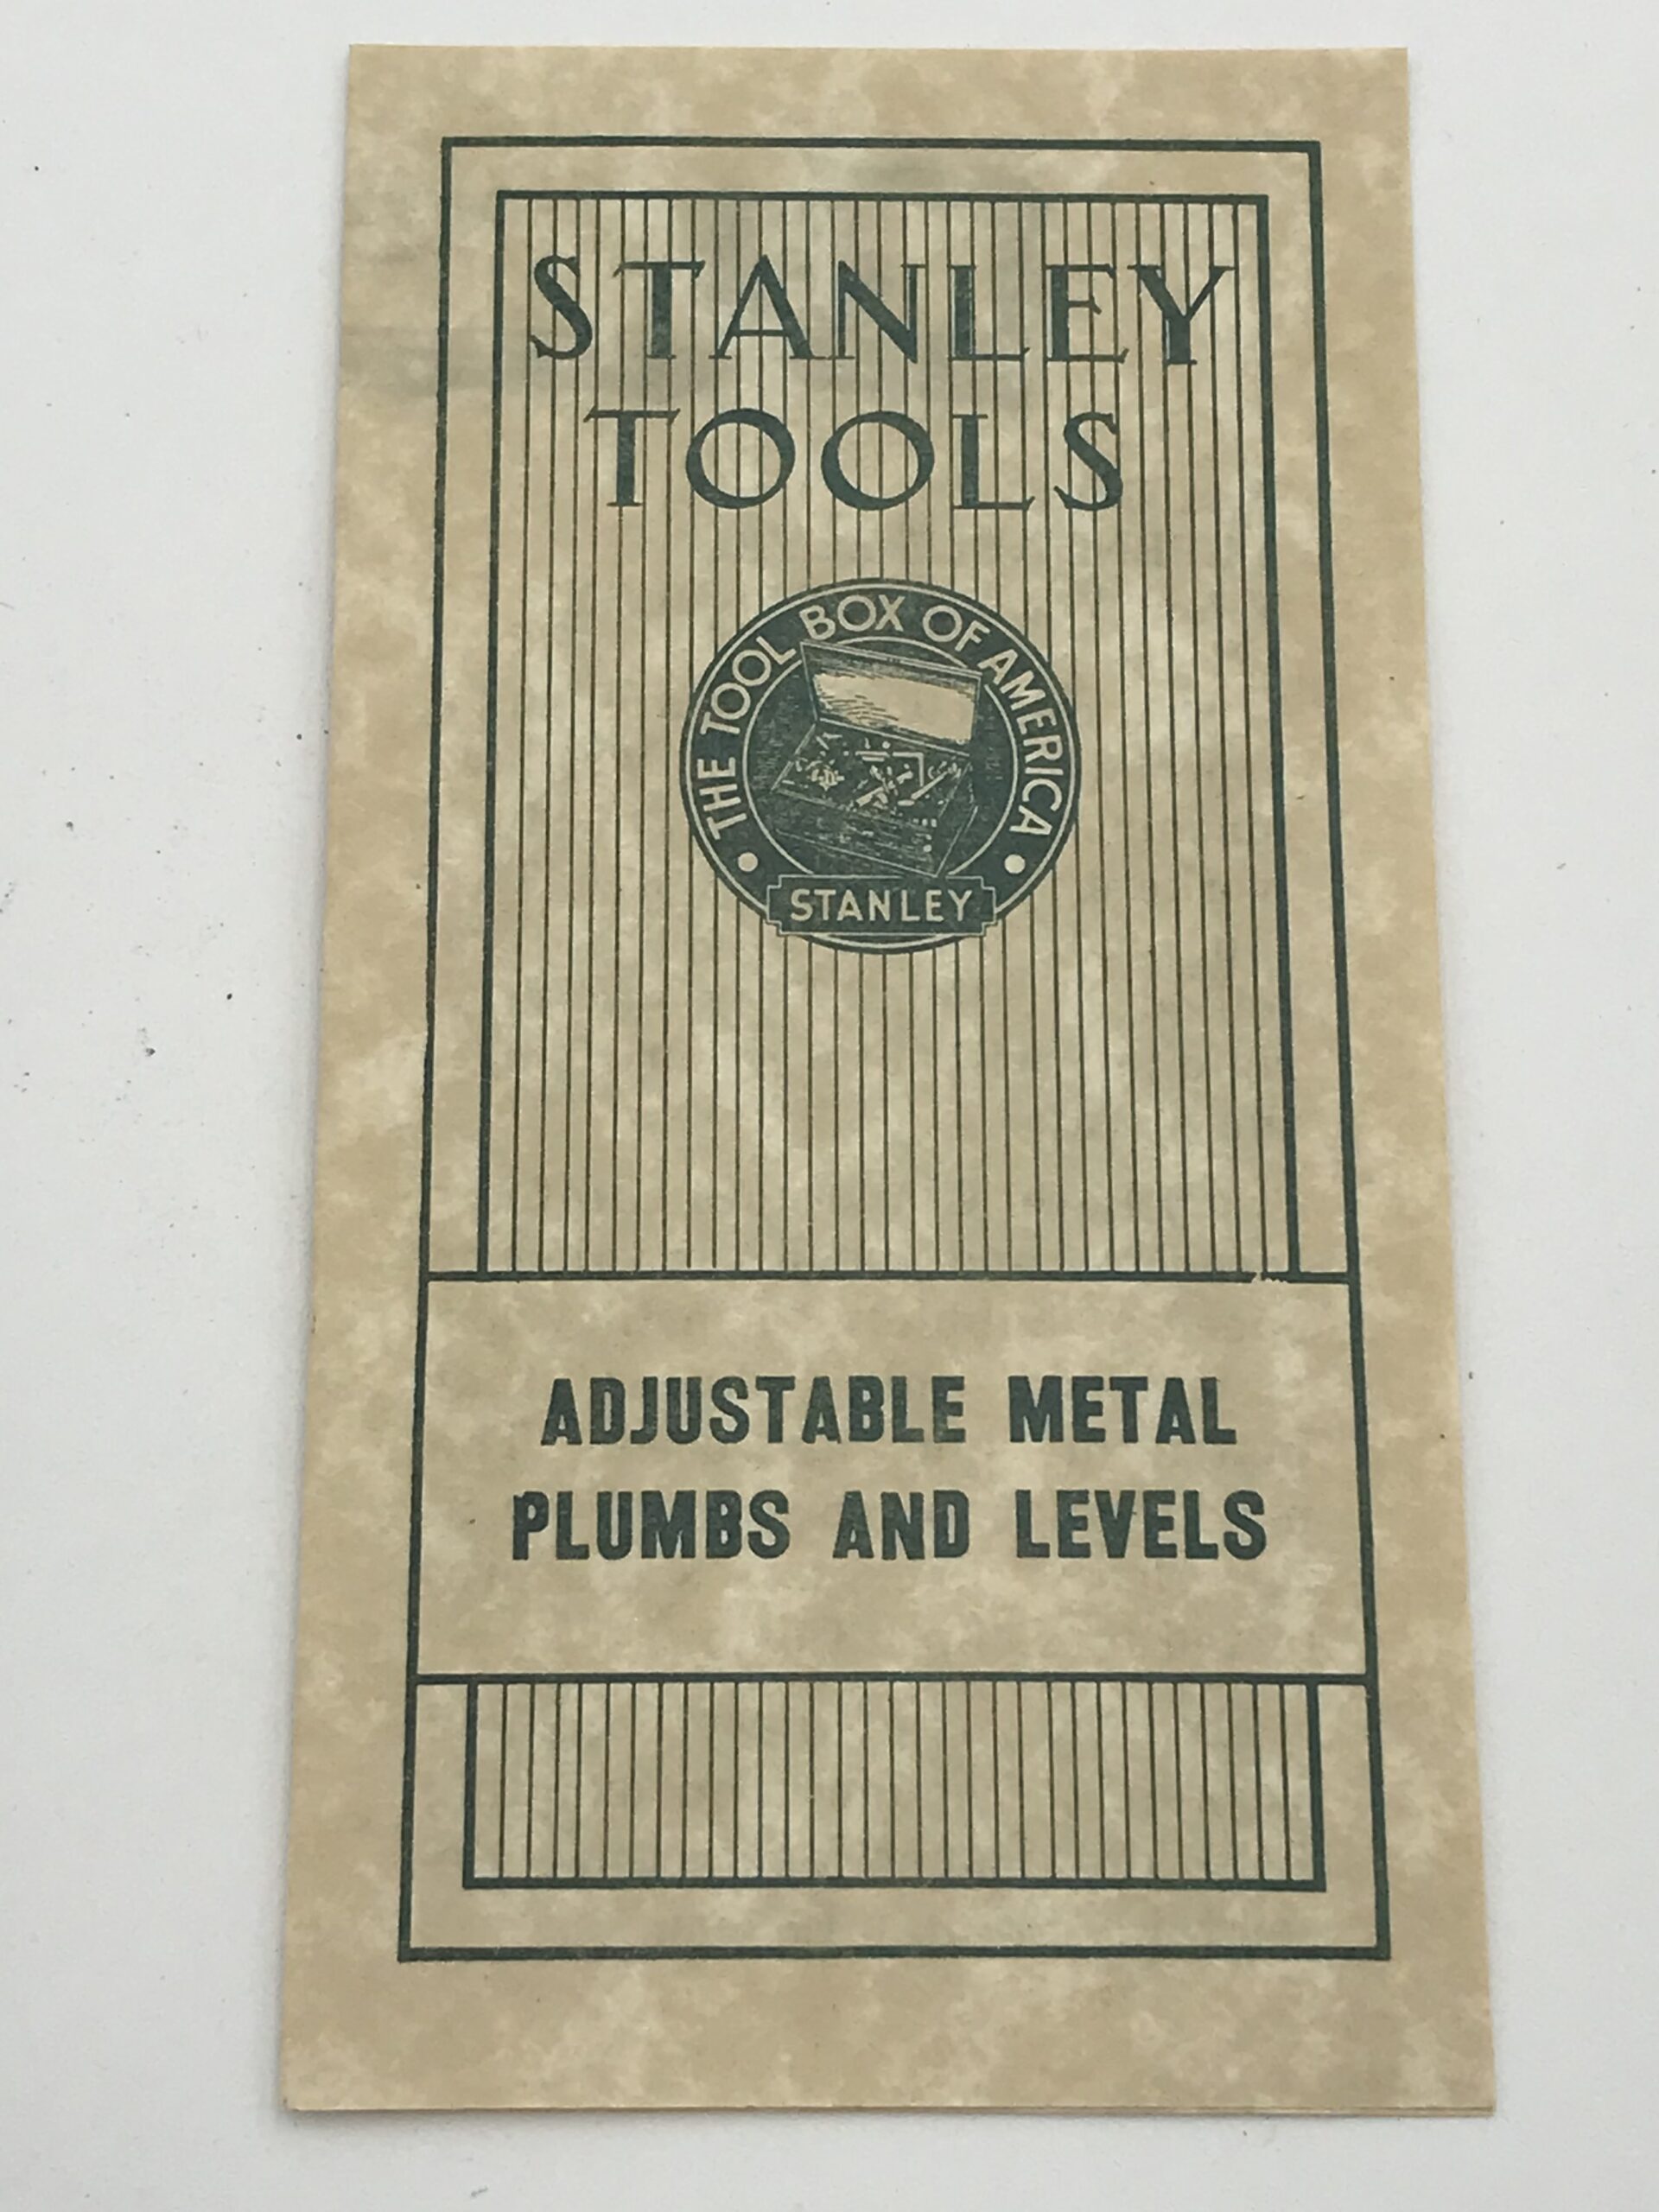 STANLEY
TOOLS
THE TOOL BOX OF AMERICA
STANLEY
ADJUSTABLE METAL
PLUMBS AND LEVELS